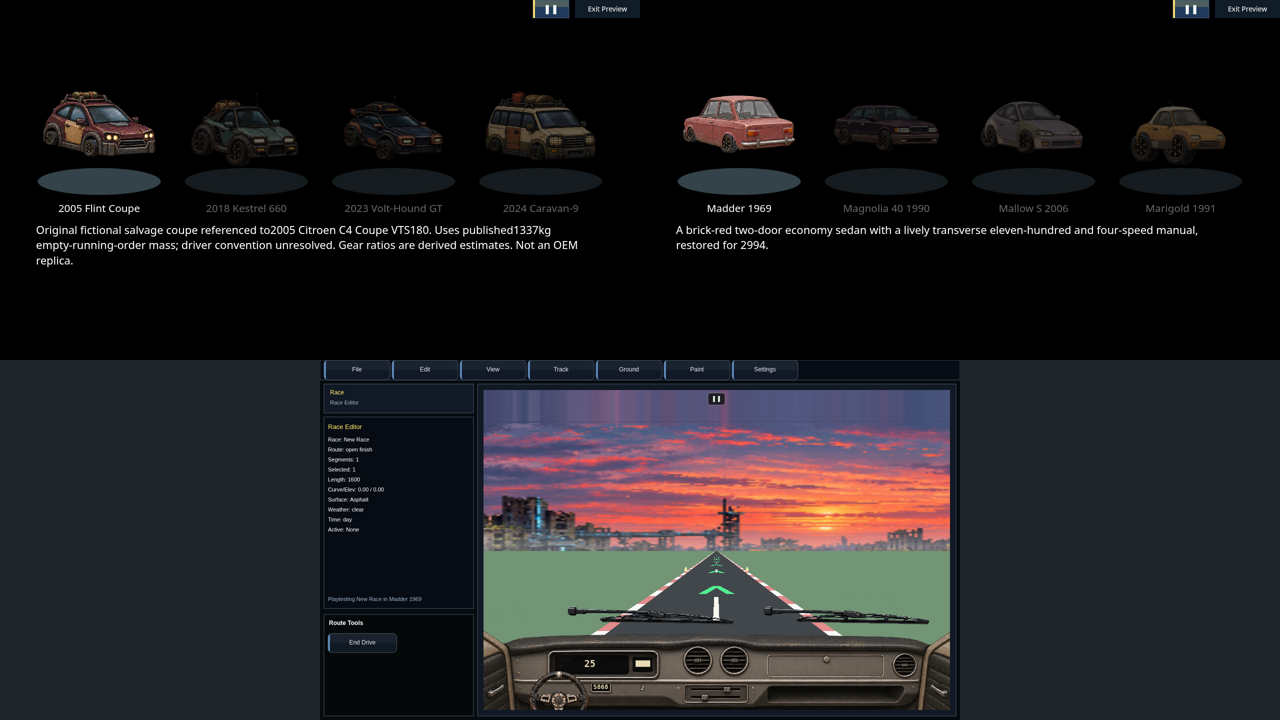 Exit Preview
Exit Preview
2005 Flint Coupe
2018 Kestrel 660
2023 Volt-Hound GT
2024 Caravan-9
Original fictional salvage coupe referenced to2005 Citroen C4 Coupe VTS180. Uses published1337kg
empty-running-order mass; driver convention unresolved. Gear ratios are derived estimates. Not an OEM
replica.
Madder 1969
Magnolia 40 1990
Mallow S 2006
Marigold 1991
A brick-red two-door economy sedan with a lively transverse eleven-hundred and four-speed manual,
restored for 2994.
File
Edit
View
Track
Ground
Paint
Settings
Race
Race Editor
Race Editor
Race: New Race
Route: open finish
Segments: 1
Selected: 1
Length: 1600
Curve/Elev: 0.00 / 0.00
Surface: Asphalt
Weather: clear
Time: day
Active: None
Playtesting New Race in Madder 1969
Route Tools
End Drive
25
5868
2